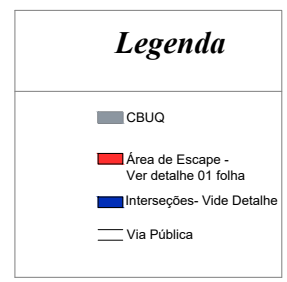 Legenda
CBUQ
Área de Escape -
Ver detalhe 01 folha
Interseções- Vide Detalhe
Via Pública